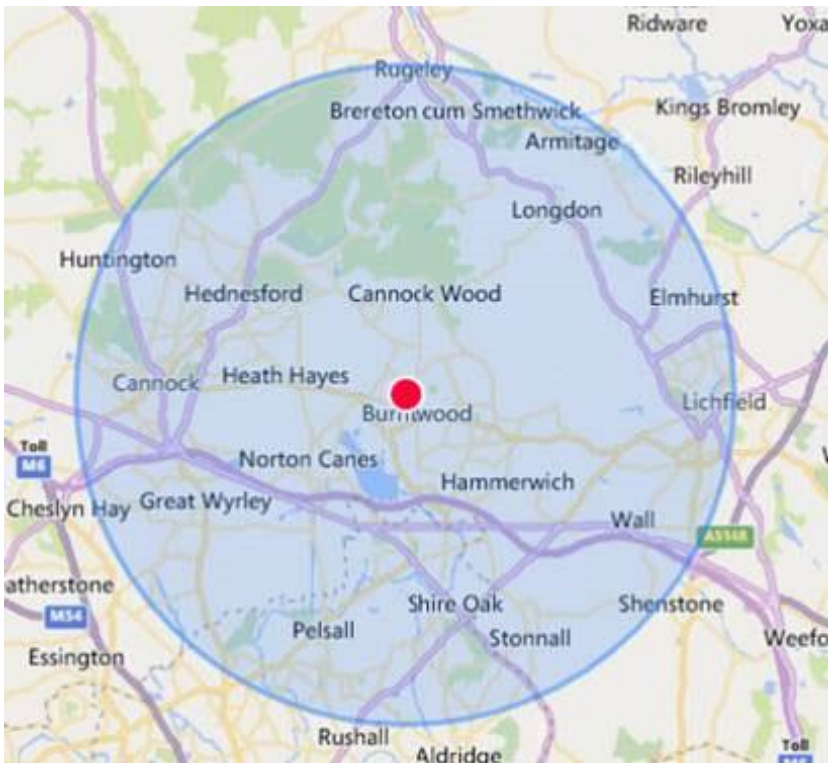 Ridware
Yoxa
Rugeley
Brereton cum Smethwick
Kings Bromley
Armitage
Rileyhill
Longdon
Huntington
Hednesford
Cannock Wood
Elmhurst
Cannock
Heath Hayes
Lichfield
Burntwood
Toll
M6
Norton Canes
Hammerwich
Cheslyn Hay
Great Wyrley
Wall
A5148
atherstone
M54
Shire Oak
Shenstone
Pelsall
Stonnall
Weefo
Essington
Rushall
Aldridge
Toll